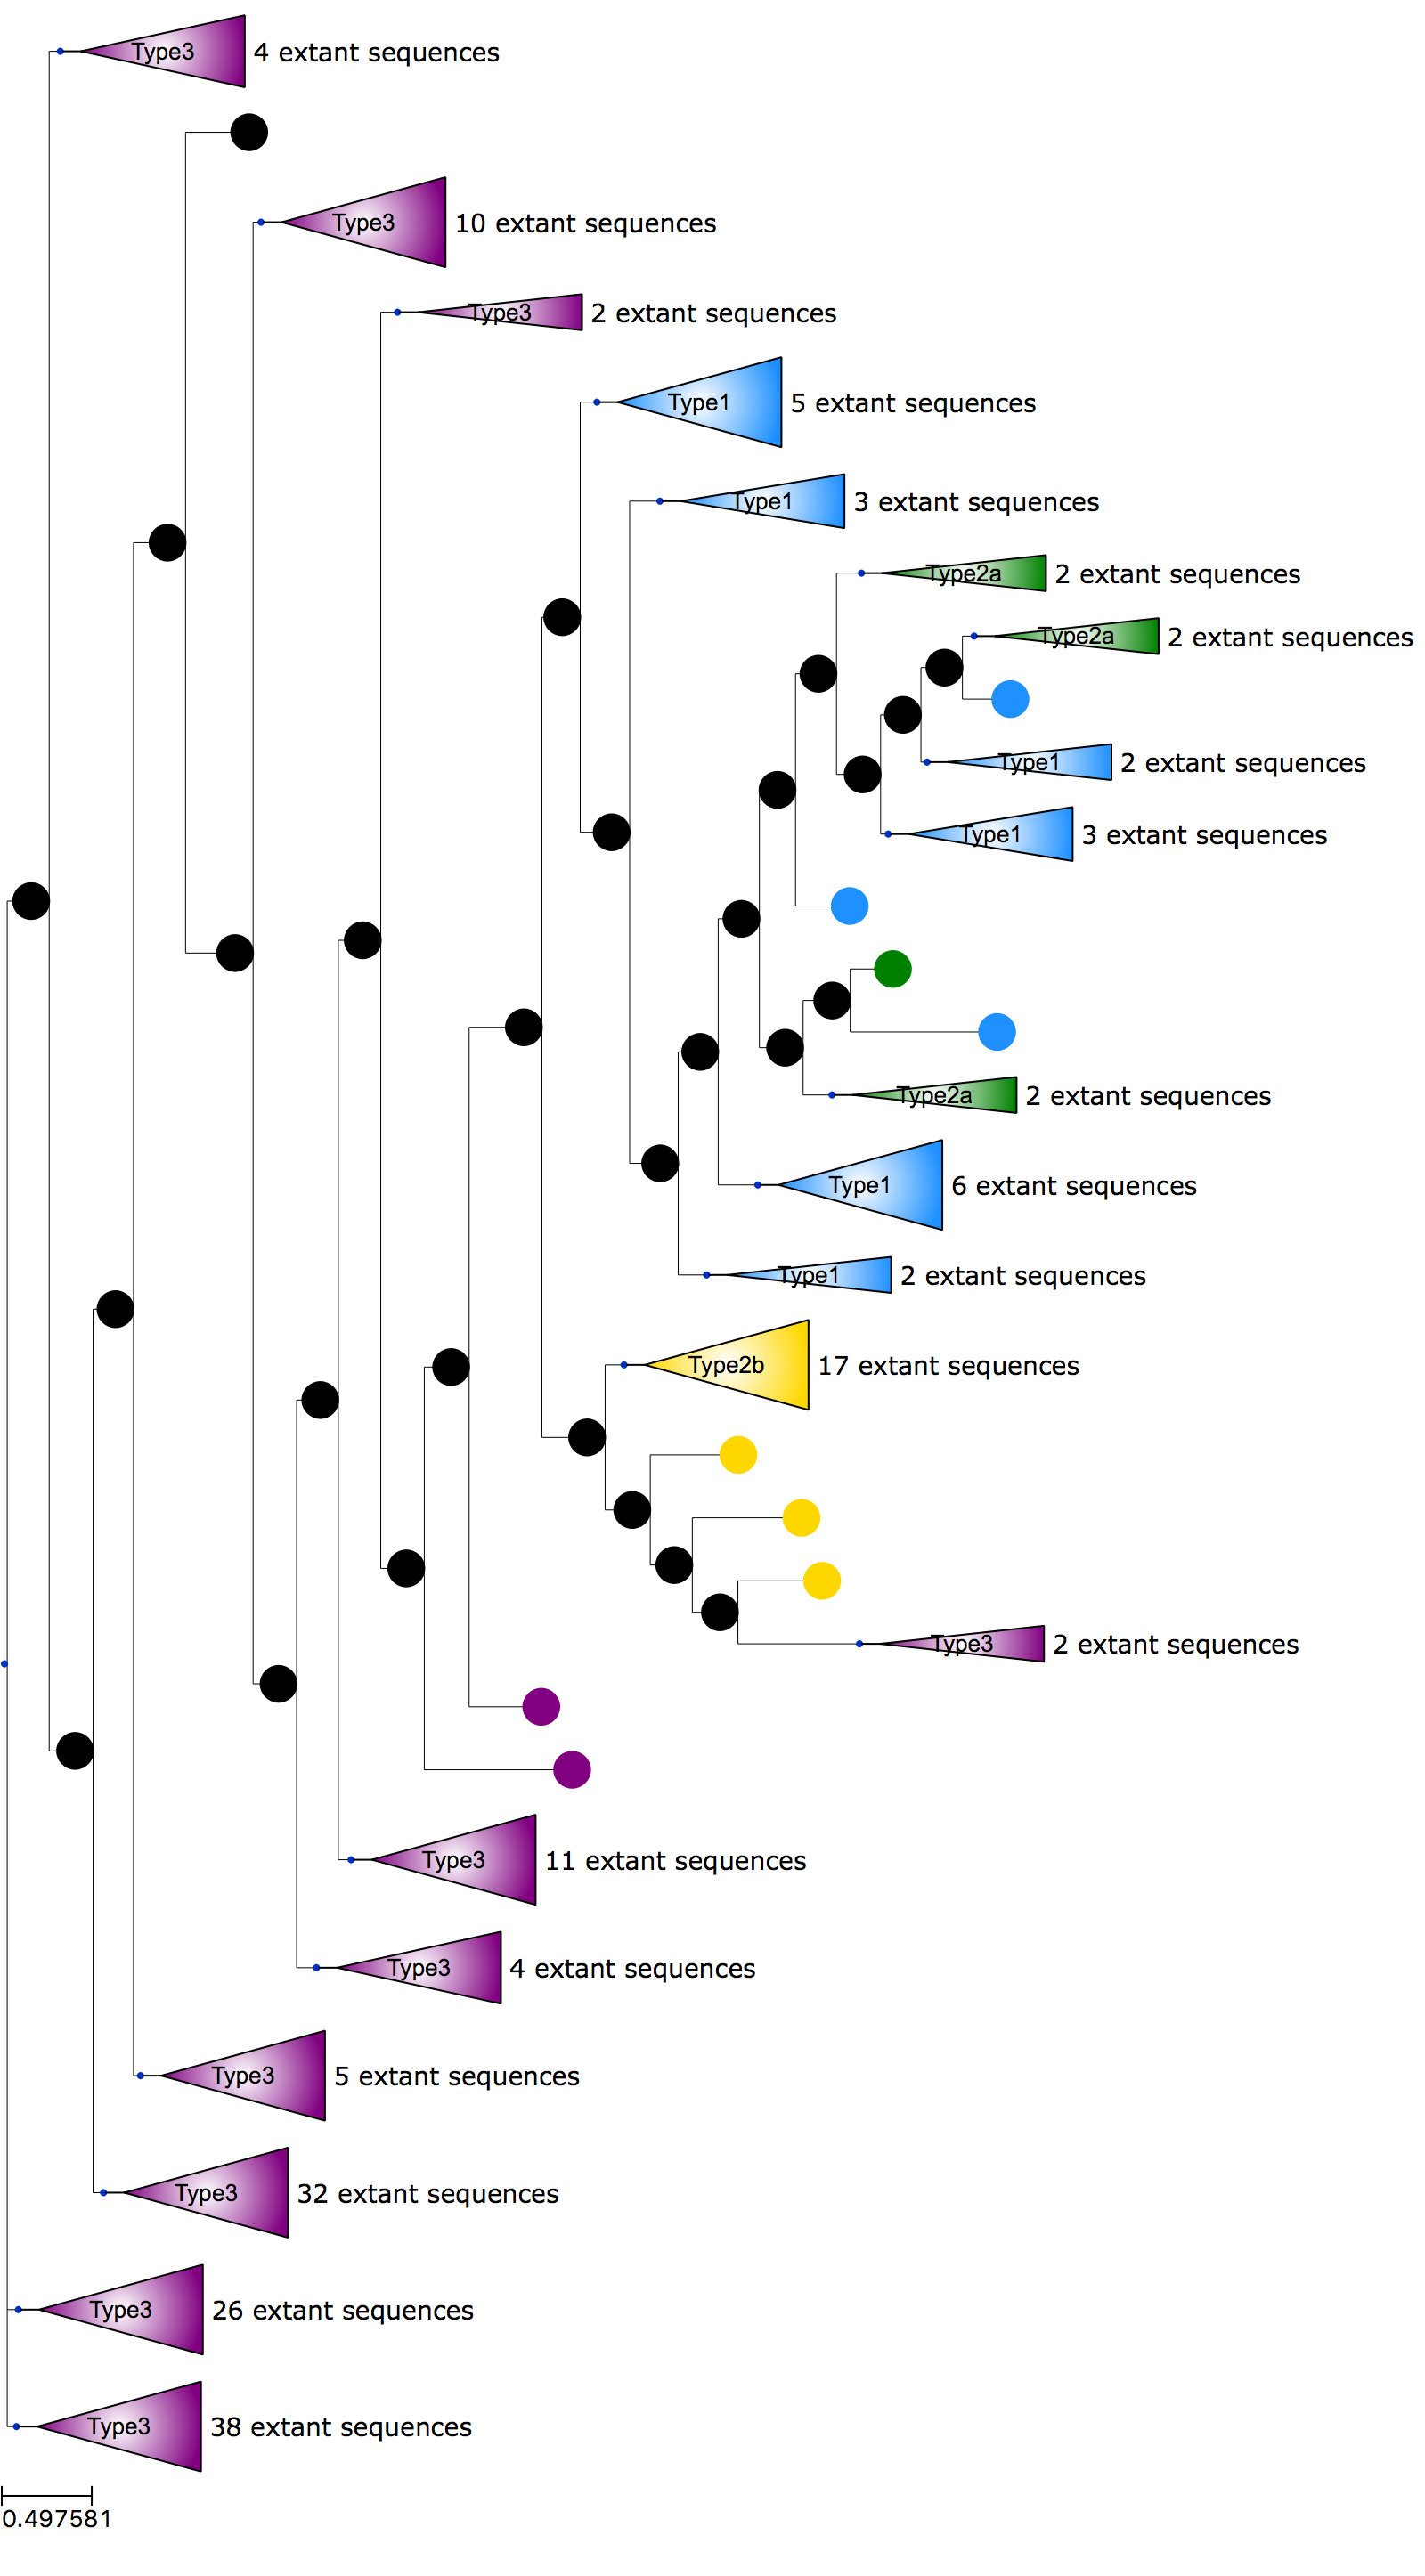 Type3 4 extant sequences
Type3 10 extant sequences
Type3 2 extant sequences
Type1 5 extant sequences
Type1 3 extant sequences
Type2a 2 extant sequences
Type2a 2 extant sequences
Type1 2 extant sequences
Type1 3 extant sequences
Type2a 2 extant sequences
Type1 6 extant sequences
Type1 2 extant sequences
Type2b 17 extant sequences
Type3 2 extant sequences
Type3 11 extant sequences
Type3 4 extant sequences
Type3 5 extant sequences
Type3 32 extant sequences
Type3 26 extant sequences
Type3 38 extant sequences
0.497581